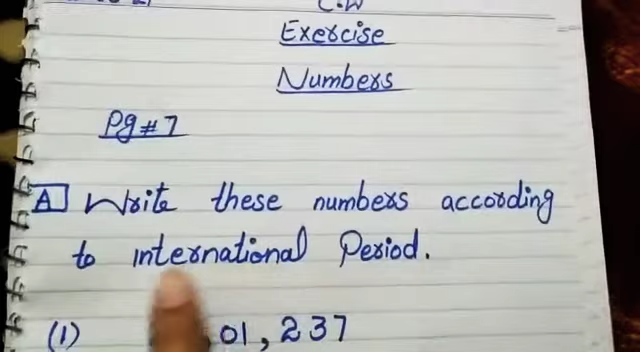 C.W
Exercise
Numbers
Pg # 7
A Write these numbers according
to international Period.
(1) 01,237